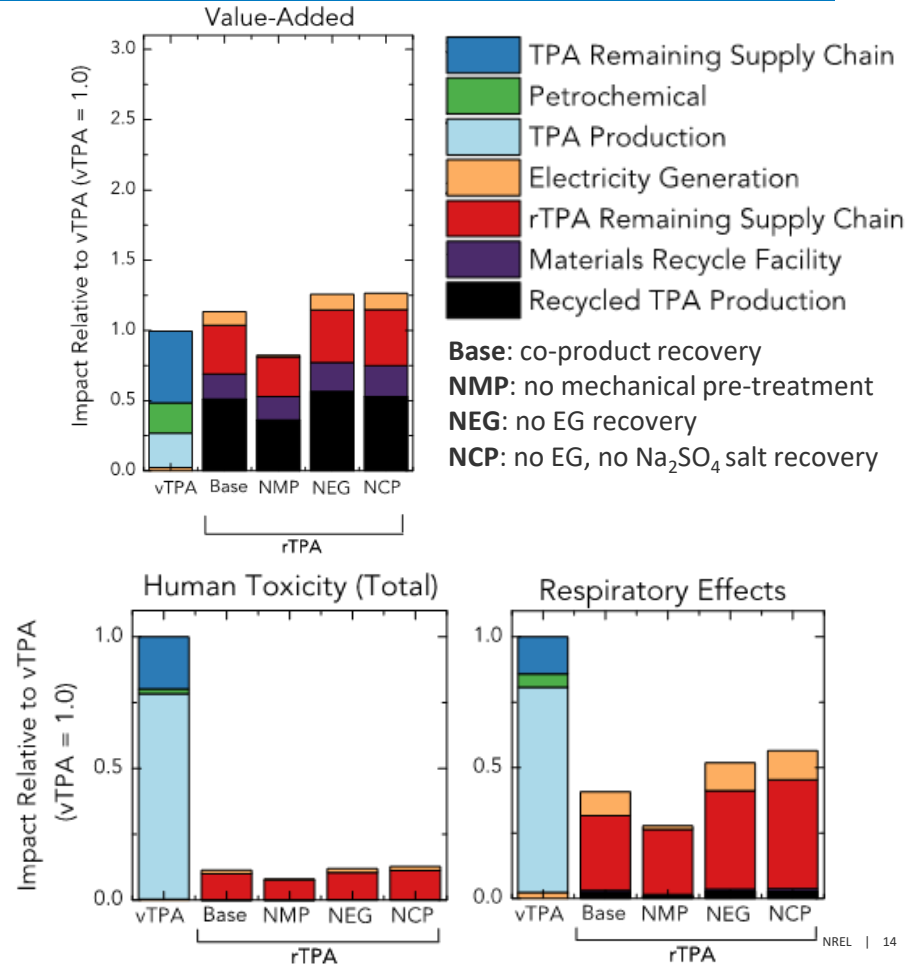 Value-Added
Impact Relative to vTPA (vTPA = 1.0)
3.0
2.5
2.0
1.5
1.0
0.5
0.0
vTPA Base NMP NEG NCP
rTPA
TPA Remaining Supply Chain
Petrochemical
TPA Production
Electricity Generation
rTPA Remaining Supply Chain
Materials Recycle Facility
Recycled TPA Production
Base: co-product recovery
NMP: no mechanical pre-treatment
NEG: no EG recovery
NCP: no EG, no Na₂SO₄ salt recovery
Human Toxicity (Total)
Impact Relative to vTPA
(vTPA = 1.0)
1.0
0.5
0.0
vTPA Base NMP NEG NCP
rTPA
Respiratory Effects
1.0
0.5
0.0
vTPA Base NMP NEG NCP
rTPA
NREL | 14